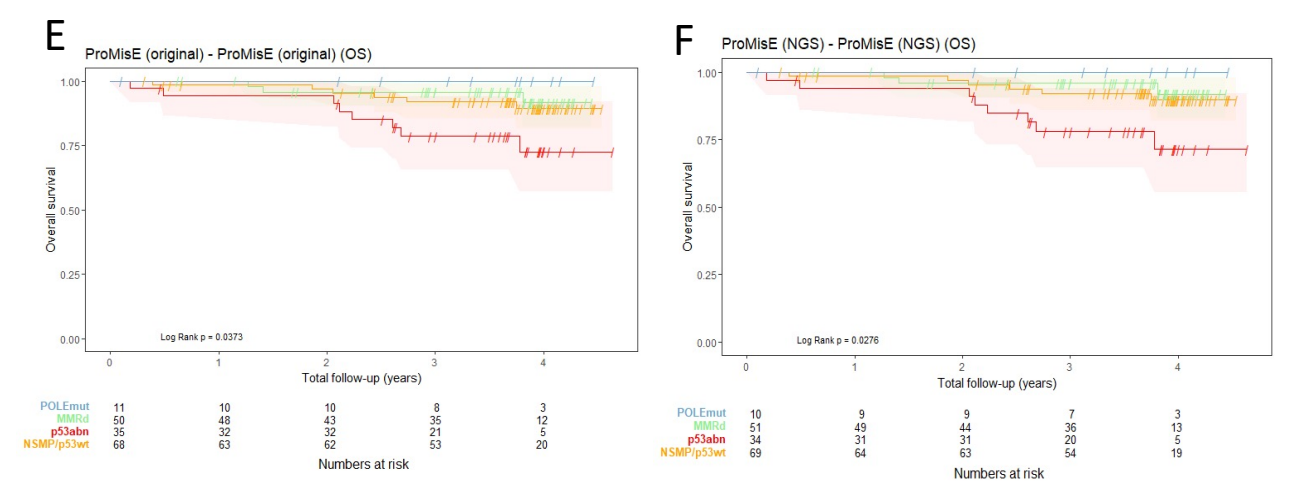 E
ProMisE (original) - ProMisE (original) (OS)
1.00
0.75
0.50
0.25
0.00
Overall survival
Log Rank p = 0.0373
0 1 2 3 4
Total follow-up (years)
POLEmut 11 10 10 8 3
MMRd 50 48 43 35 12
p53abn 35 32 32 21 5
NSMP/p53wt 68 63 62 53 20
Numbers at risk
F
ProMisE (NGS) - ProMisE (NGS) (OS)
1.00
0.75
0.50
0.25
0.00
Overall survival
Log Rank p = 0.0276
0 1 2 3 4
Total follow-up (years)
POLEmut 10 9 9 7 3
MMRd 51 49 44 36 13
p53abn 34 31 31 20 5
NSMP/p53wt 69 64 63 54 19
Numbers at risk